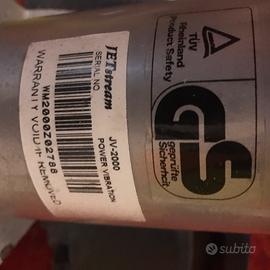 JETstream
SERIAL NO.
JV-2000
POWER VIBRATION
WM2000Z02788
WARRANTY VOID IF REMOVED
TÜV
Rheinland
Product Safety
GS
geprüfte
Sicherheit
subito